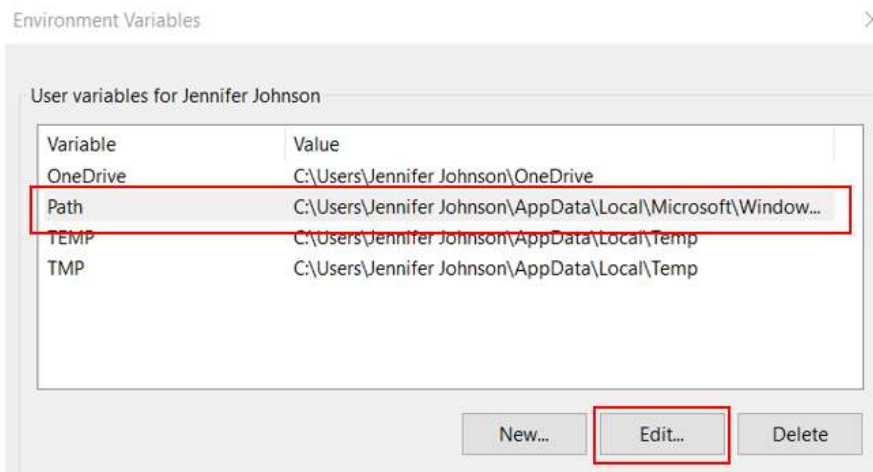 Environment Variables
User variables for Jennifer Johnson
Variable Value
OneDrive C:\Users\Jennifer Johnson\OneDrive
Path C:\Users\Jennifer Johnson\AppData\Local\Microsoft\Window...
TEMP C:\Users\Jennifer Johnson\AppData\Local\Temp
TMP C:\Users\Jennifer Johnson\AppData\Local\Temp
New... Edit... Delete